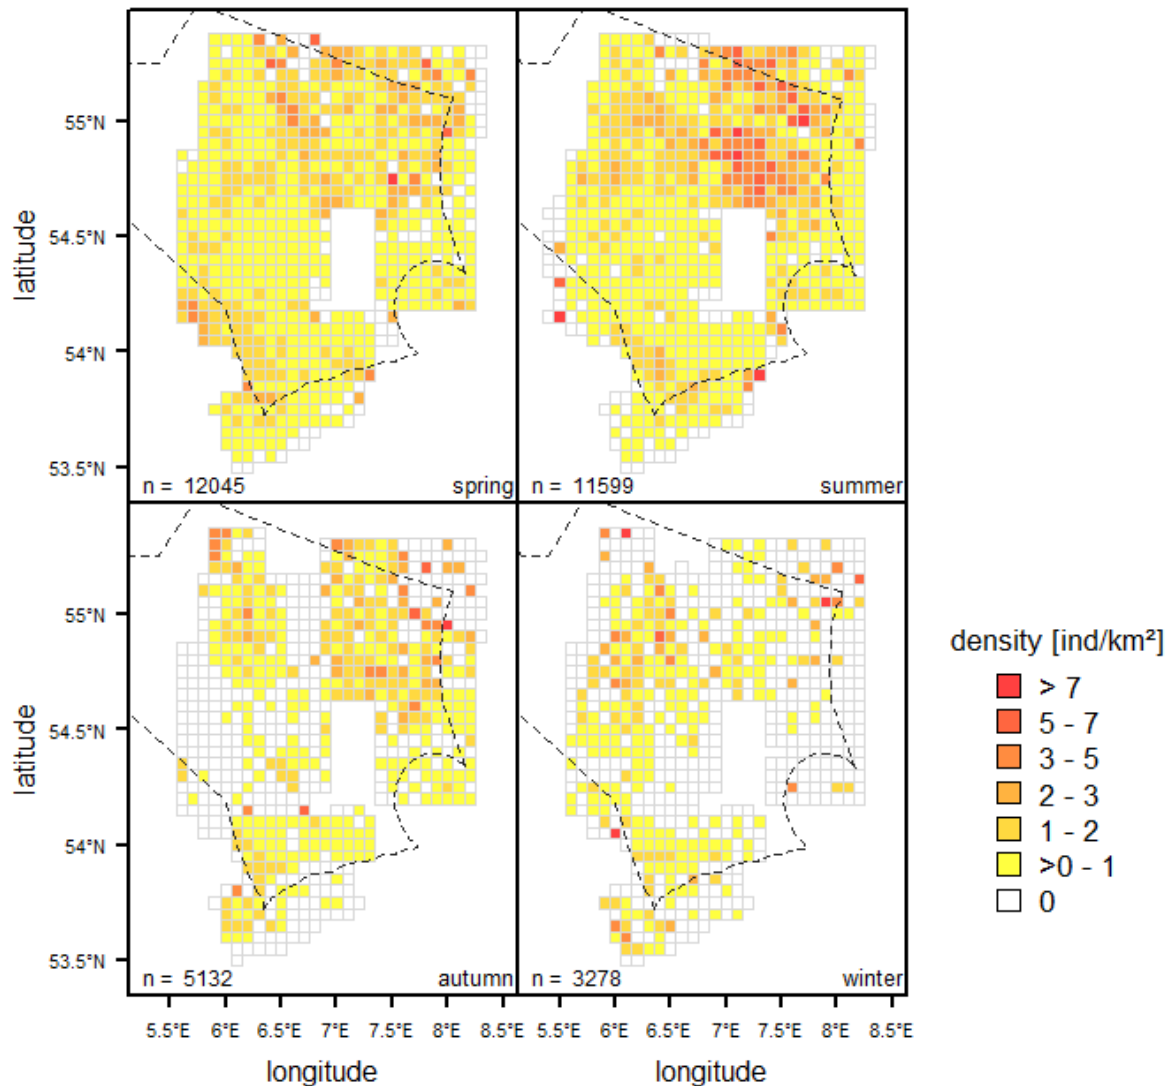 latitude
55°N
54.5°N
54°N
53.5°N
n = 12045
spring
n = 11599
summer
latitude
55°N
54.5°N
54°N
53.5°N
n = 5132
autumn
n = 3278
winter
5.5°E 6°E 6.5°E 7°E 7.5°E 8°E 8.5°E
5.5°E 6°E 6.5°E 7°E 7.5°E 8°E 8.5°E
longitude
longitude
density [ind/km²]
> 7
5 - 7
3 - 5
2 - 3
1 - 2
>0 - 1
0